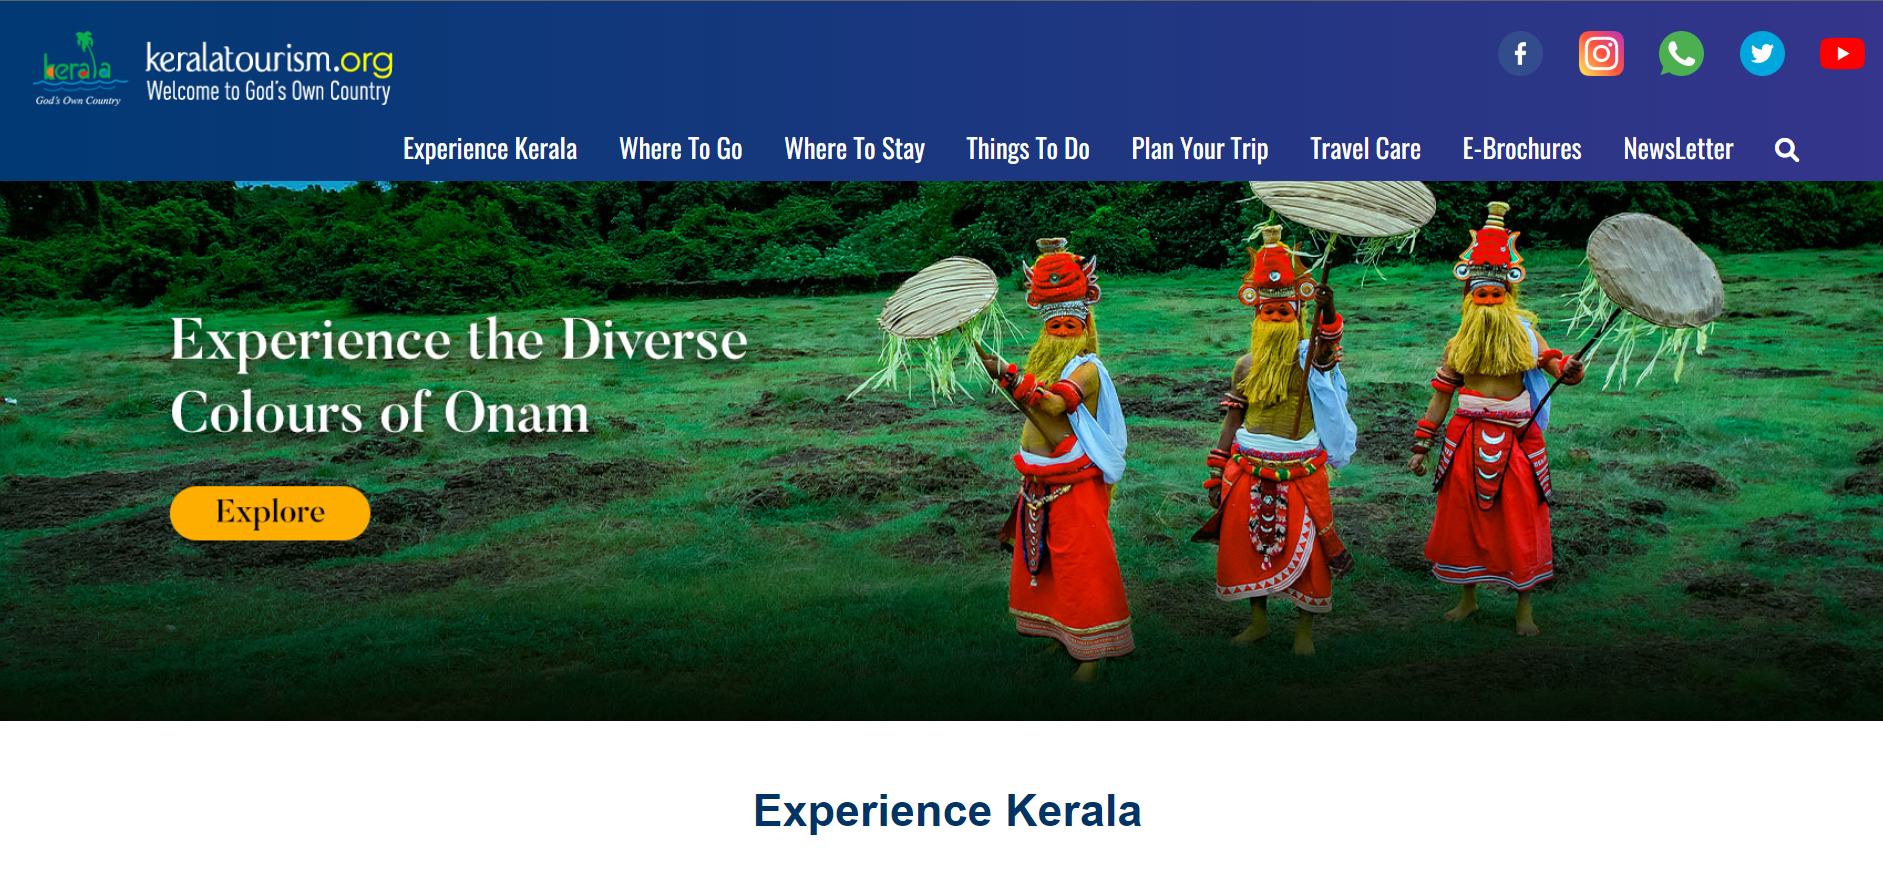 kerala
God's Own Country
keralatourism.org
Welcome to God's Own Country
Experience Kerala
Where To Go
Where To Stay
Things To Do
Plan Your Trip
Travel Care
E-Brochures
NewsLetter
Experience the Diverse
Colours of Onam
Explore
Experience Kerala